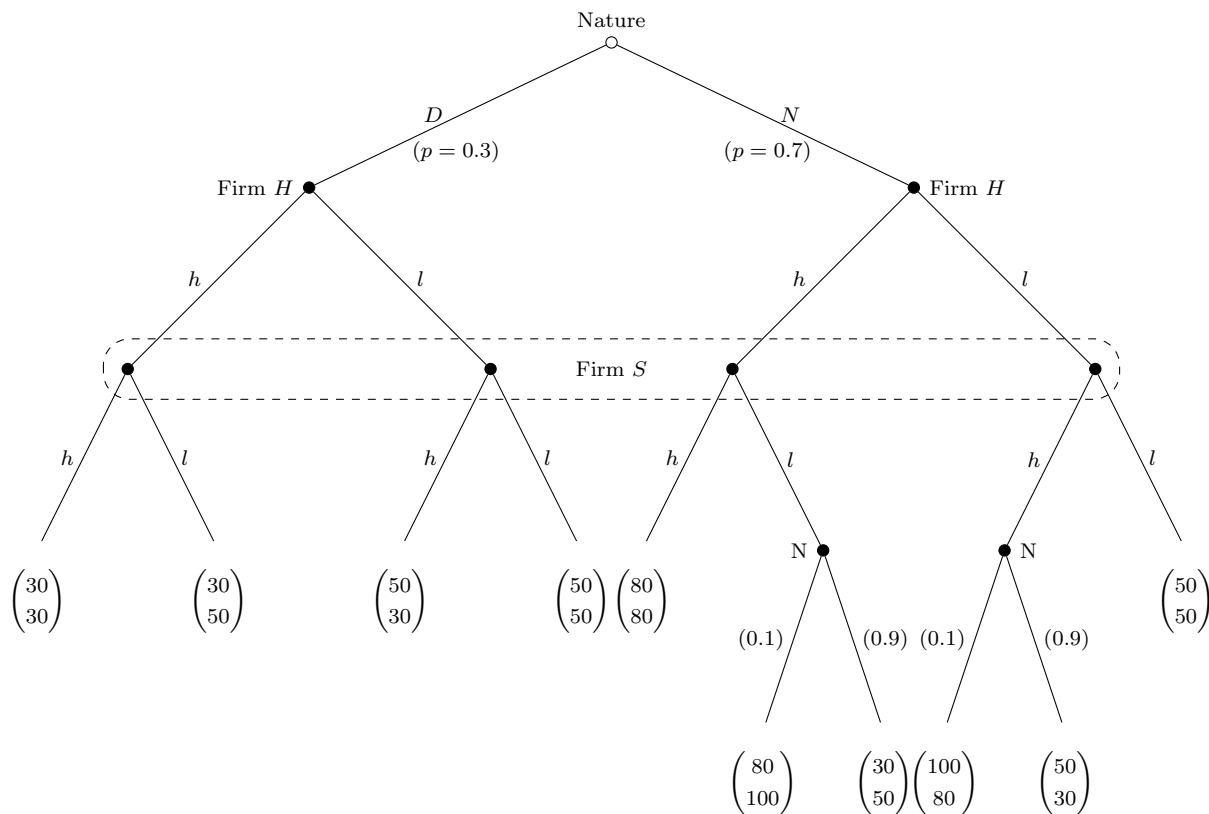 Nature
D
N
(p = 0.3)
(p = 0.7)
Firm H
Firm H
h
l
h
l
Firm S
h
l
h
l
h
l
h
l
N
N
30
30
50
50
80
50
30
50
30
50
80
50
(0.1)
(0.9)
(0.1)
(0.9)
80
30
100
50
100
50
80
30